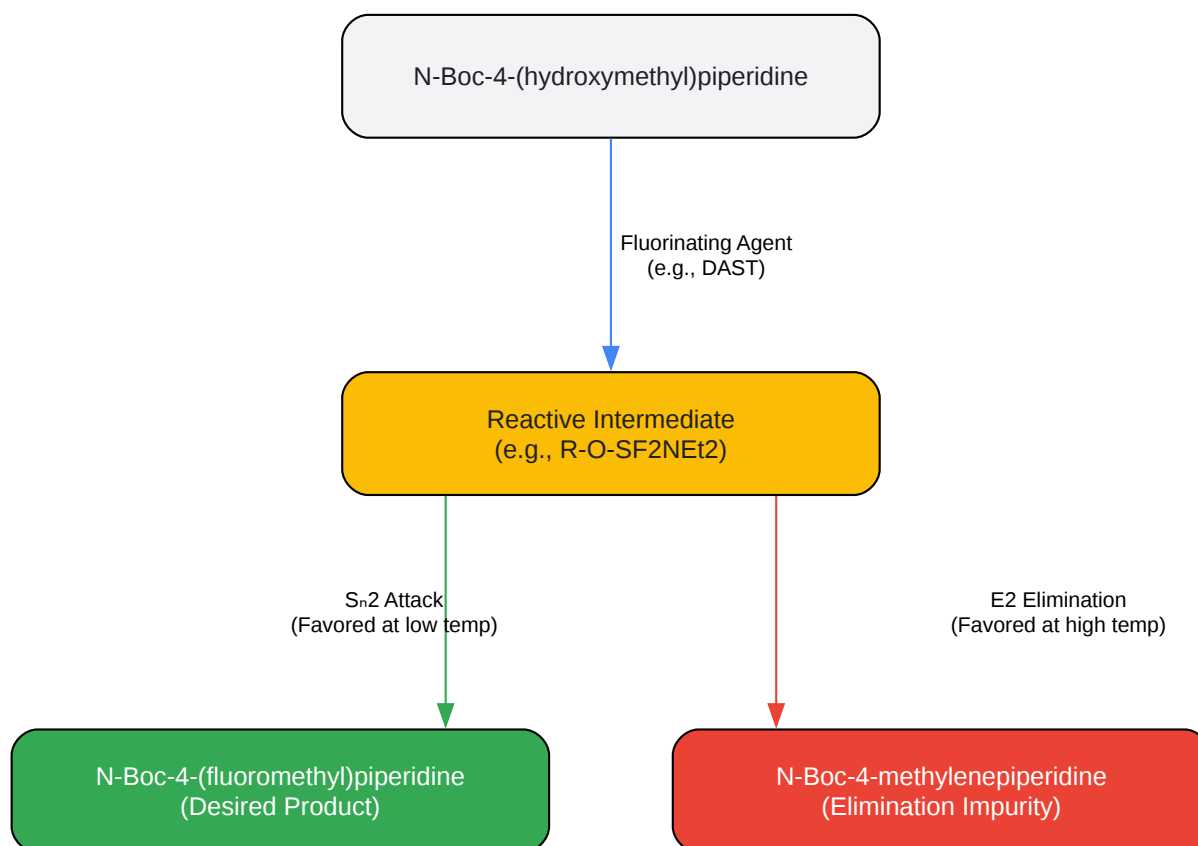 N-Boc-4-(hydroxymethyl)piperidine
Fluorinating Agent
(e.g., DAST)
Reactive Intermediate
(e.g., R-O-SF2NEt2)
Sₙ2 Attack
(Favored at low temp)
E2 Elimination
(Favored at high temp)
N-Boc-4-(fluoromethyl)piperidine
(Desired Product)
N-Boc-4-methylenepiperidine
(Elimination Impurity)